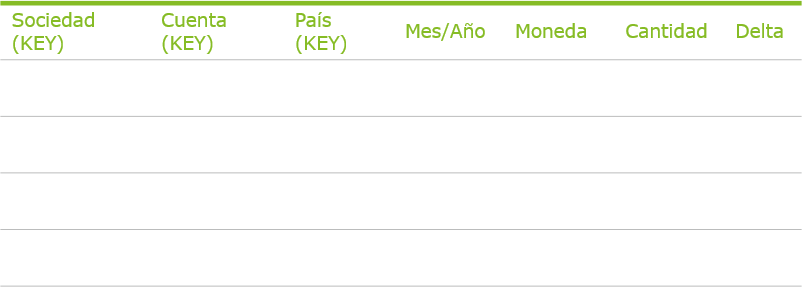 Sociedad (KEY)
Cuenta (KEY)
País (KEY)
Mes/Año
Moneda
Cantidad
Delta